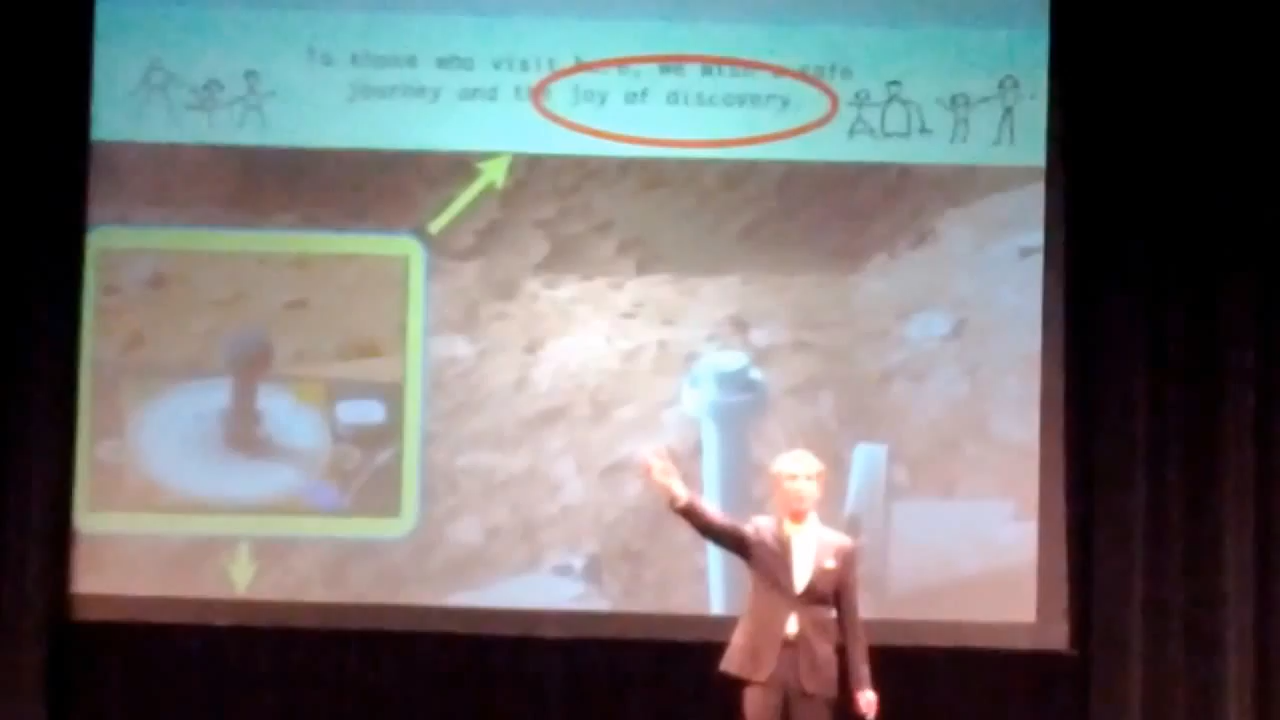 To those who visit here, we wish a safe
journey and the joy of discovery.